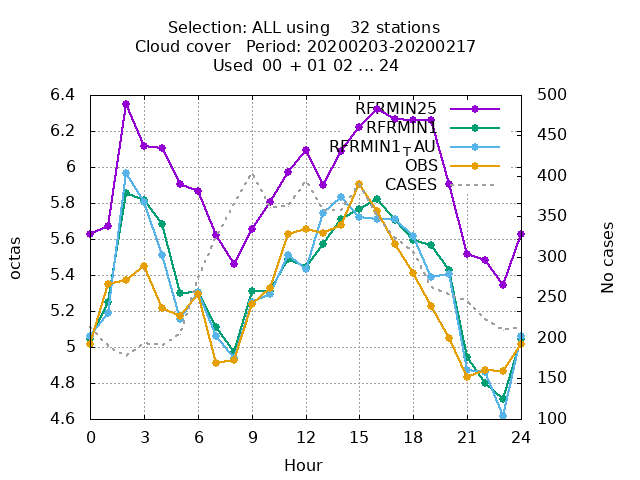 Selection: ALL using 32 stations
Cloud cover Period: 20200203-20200217
Used 00 + 01 02 ... 24
RFRMIN25
RFRMIN1
RFRMIN1_AU
OBS
CASES
6.4
6.2
6
5.8
5.6
5.4
5.2
5
4.8
4.6
octas
500
450
400
350
300
250
200
150
100
No cases
0 3 6 9 12 15 18 21 24
Hour